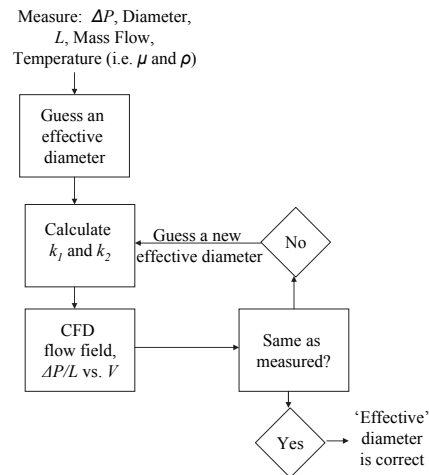 Measure: ΔP, Diameter,
L, Mass Flow,
Temperature (i.e. μ and ρ)
Guess an
effective
diameter
Calculate
k1 and k2
Guess a new
effective diameter
No
CFD
flow field,
ΔP/L vs. V
Same as
measured?
Yes
‘Effective’
diameter
is correct